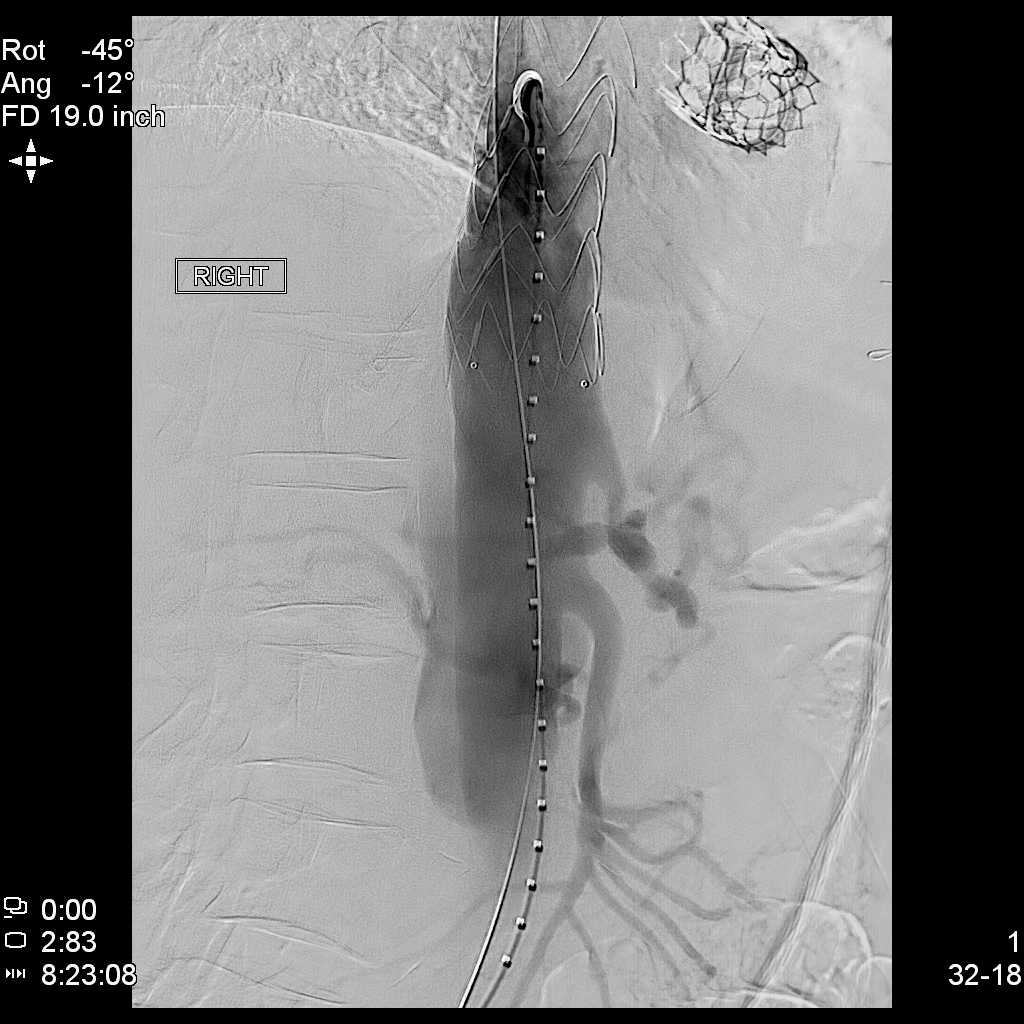 Rot -45°
Ang -12°
FD 19.0 inch
RIGHT
0:00
2:83
8:23:08
1
32-18